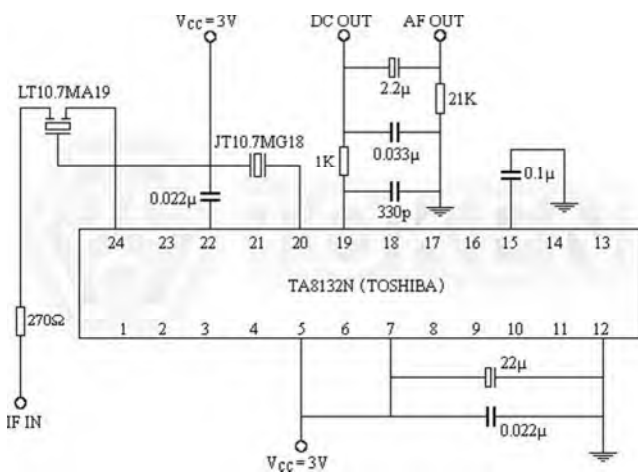 VCC=3V
DC OUT
AF OUT
LT10.7MA19
2.2μ
21K
JT10.7MG18
0.033μ
1K
0.1μ
0.022μ
330p
24 23 22 21 20 19 18 17 16 15 14 13
TA8132N (TOSHIBA)
270Ω
1 2 3 4 5 6 7 8 9 10 11 12
22μ
IF IN
0.022μ
VCC=3V